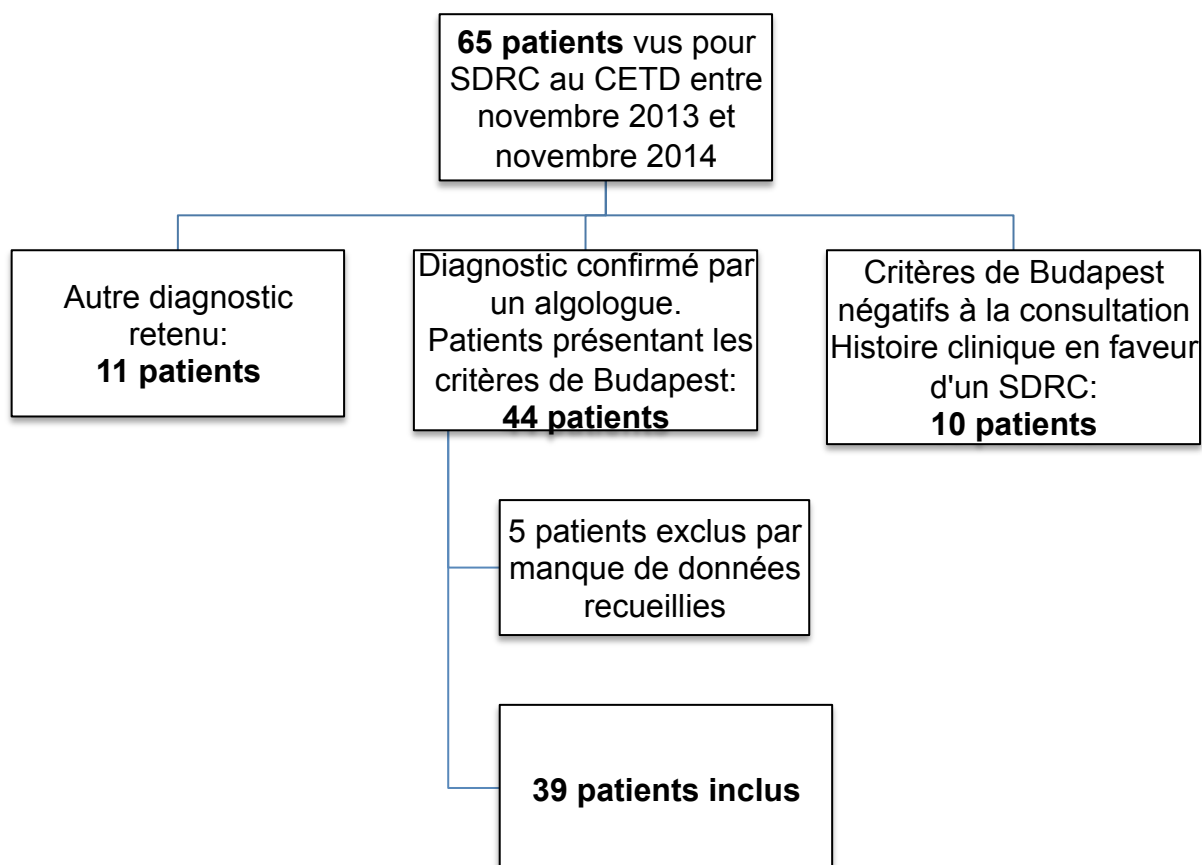 65 patients vus pour
SDRC au CETD entre
novembre 2013 et
novembre 2014
Autre diagnostic
retenu:
11 patients
Diagnostic confirmé par
un algologue.
Patients présentant les
critères de Budapest:
44 patients
Critères de Budapest
négatifs à la consultation
Histoire clinique en faveur
d'un SDRC:
10 patients
5 patients exclus par
manque de données
recueillies
39 patients inclus